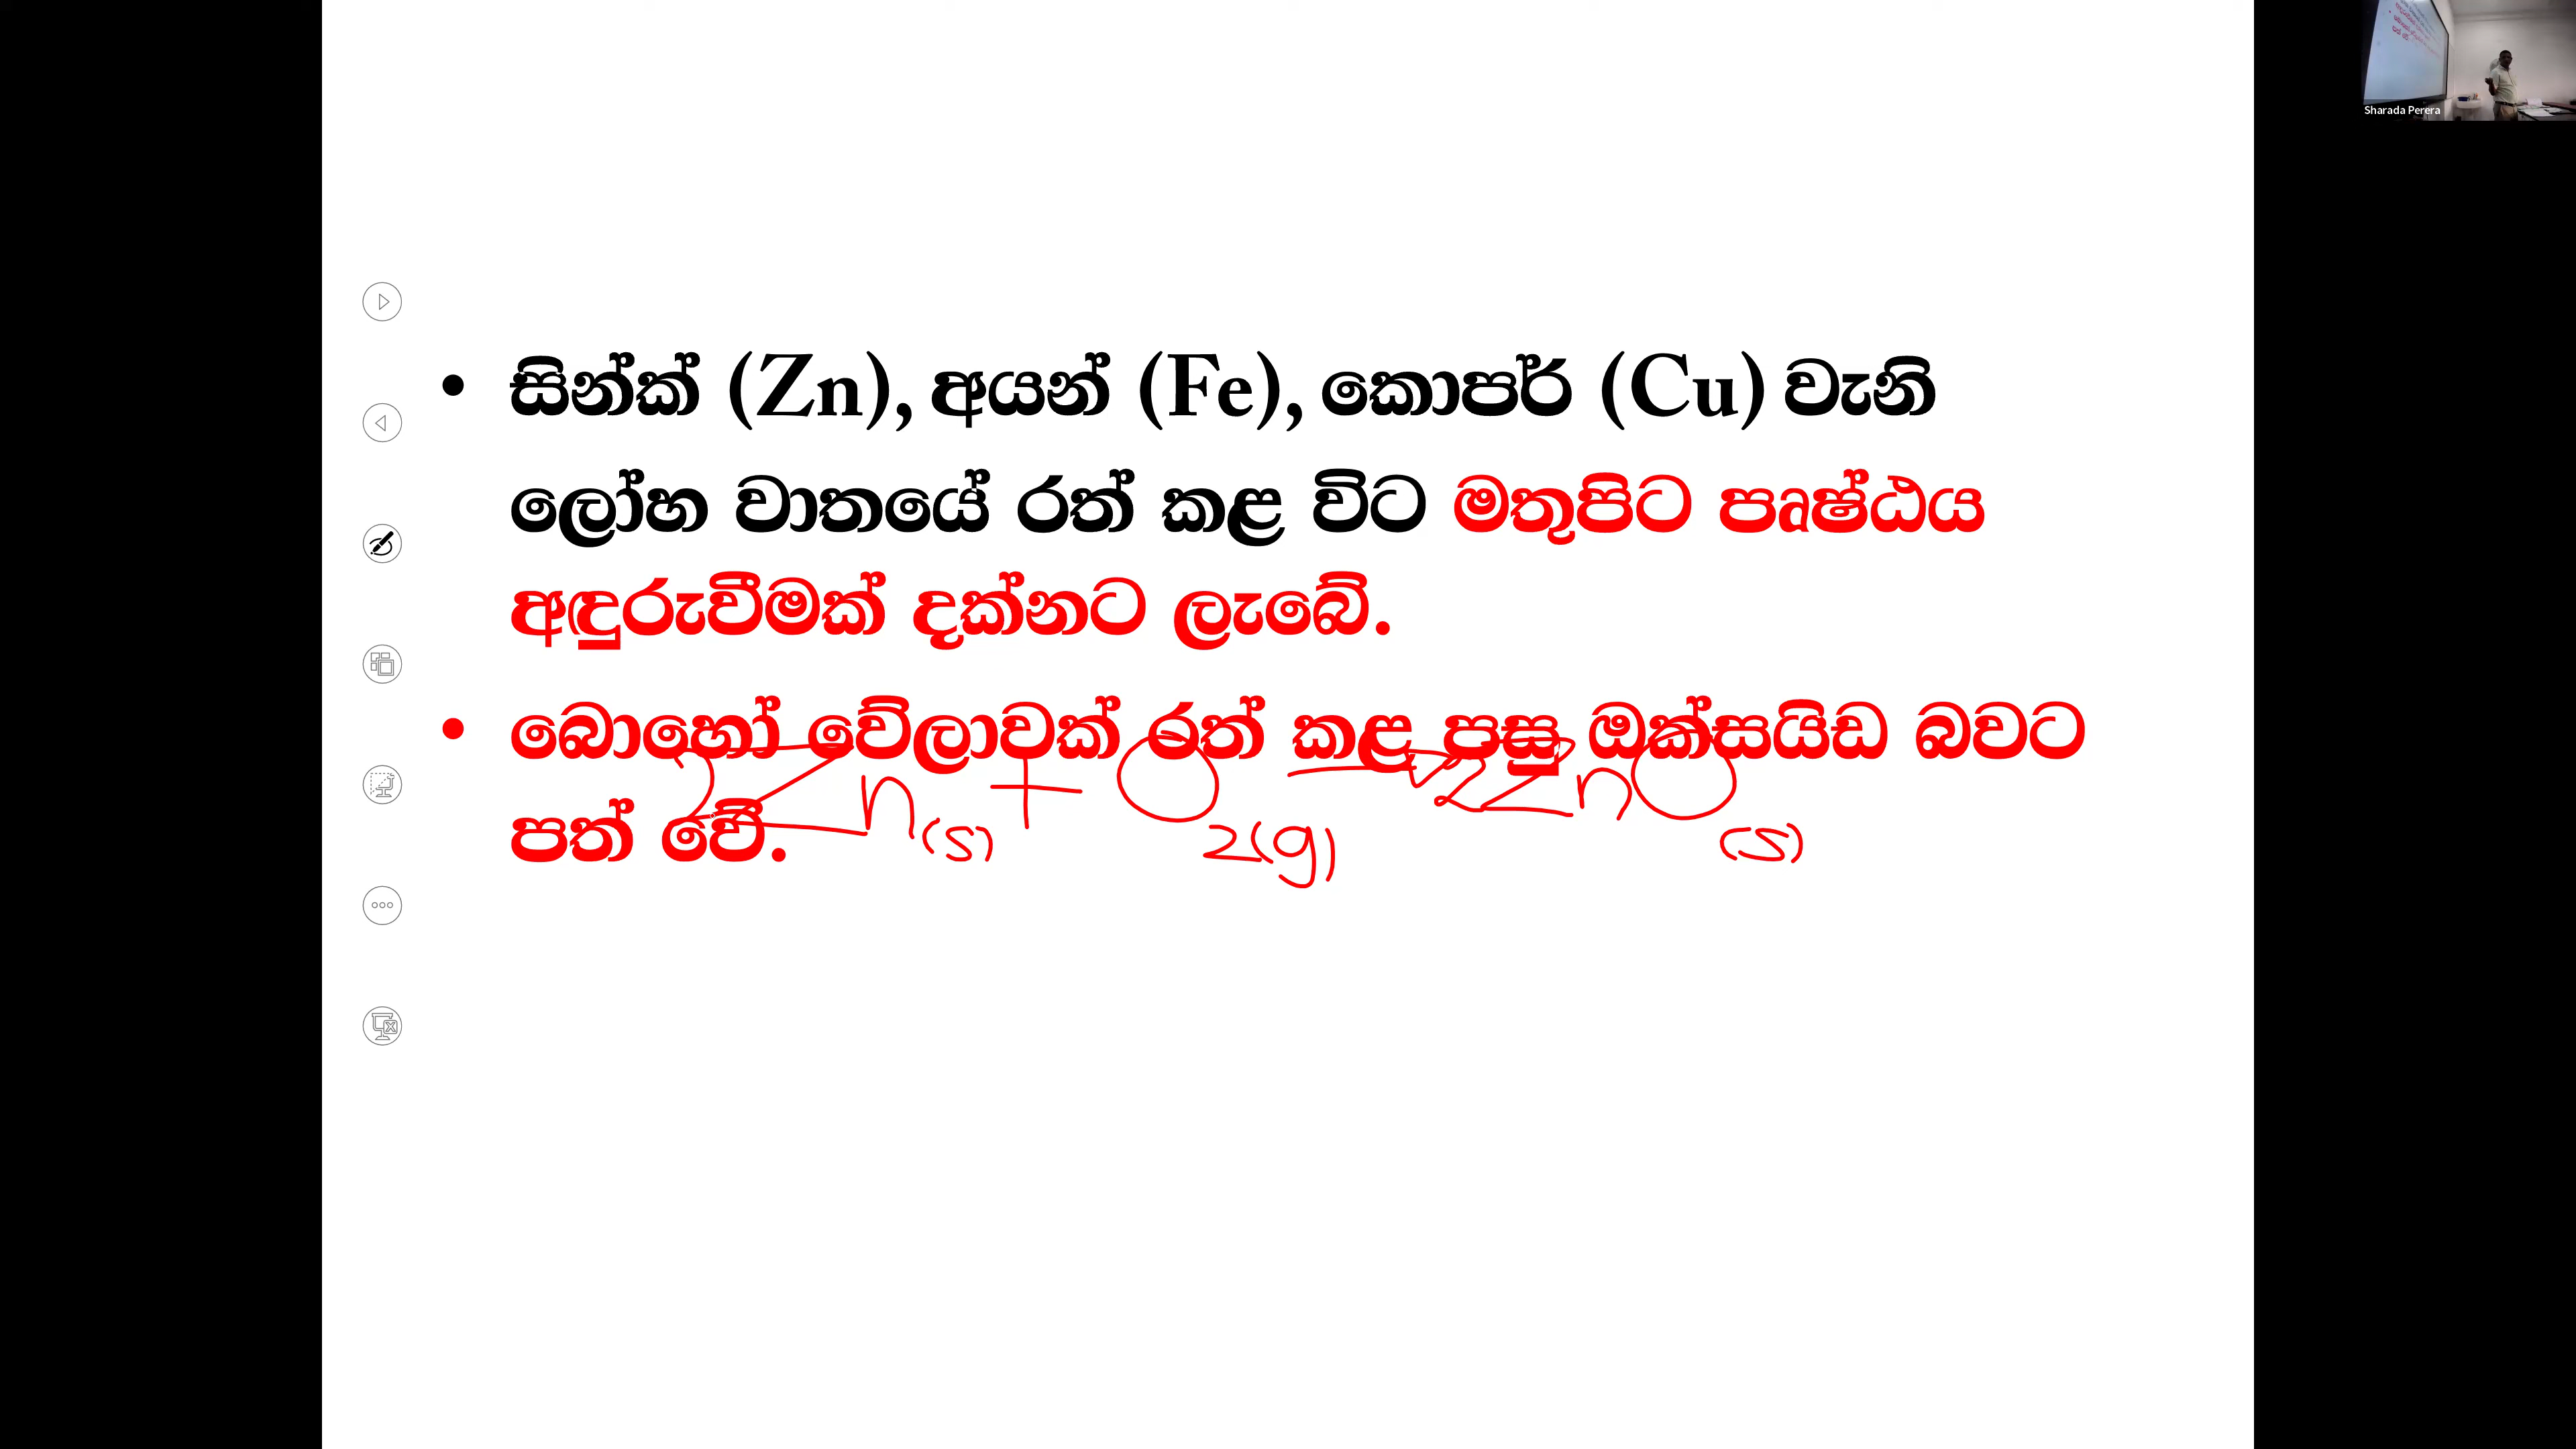 Sharada Perera
• සින්ක් (Zn), අයන් (Fe), කොපර් (Cu) වැනි
ලෝහ වාතයේ රත් කළ විට මතුපිට පෘෂ්ඨය
අඳුරුවීමක් දක්නට ලැබේ.
• බොහෝ වේලාවක් රත් කළ පසු ඔක්සයිඩ බවට
පත් වේ.
2Zn(s) + O2(g) → 2ZnO(s)